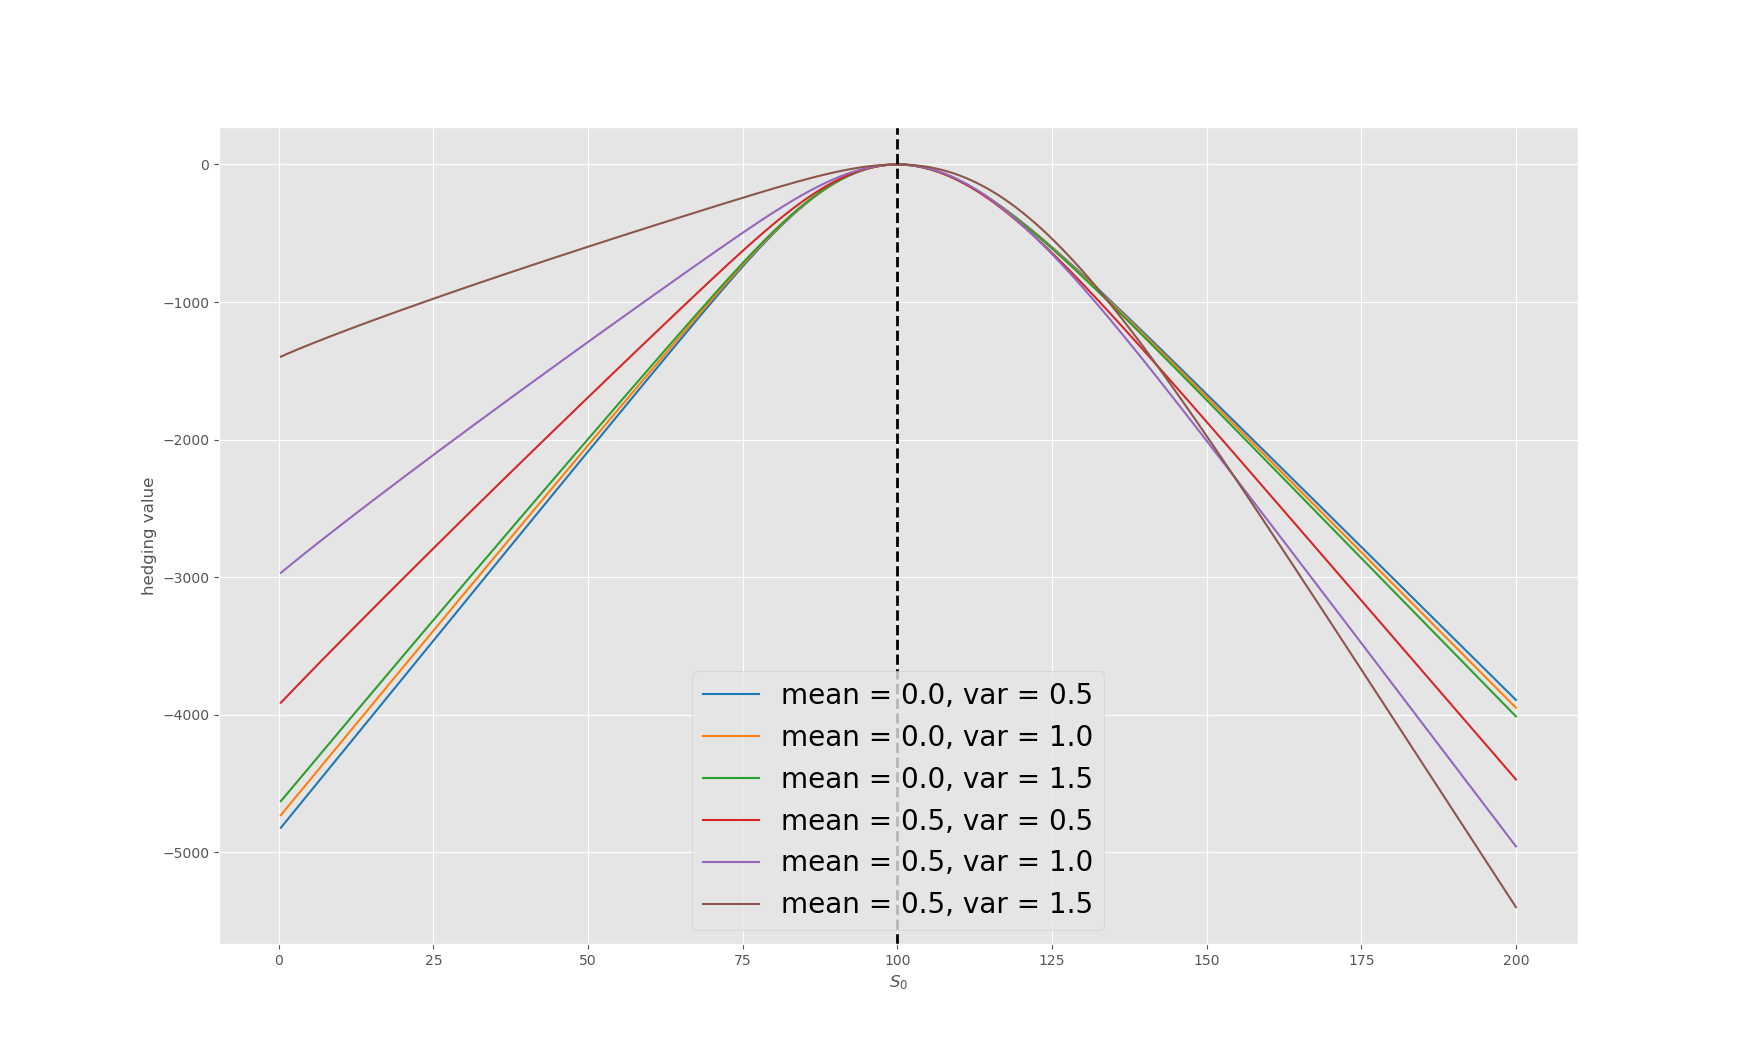 0
−1000
−2000
−3000
−4000
−5000
hedging value
mean = 0.0, var = 0.5
mean = 0.0, var = 1.0
mean = 0.0, var = 1.5
mean = 0.5, var = 0.5
mean = 0.5, var = 1.0
mean = 0.5, var = 1.5
0 25 50 75 100 125 150 175 200
S₀